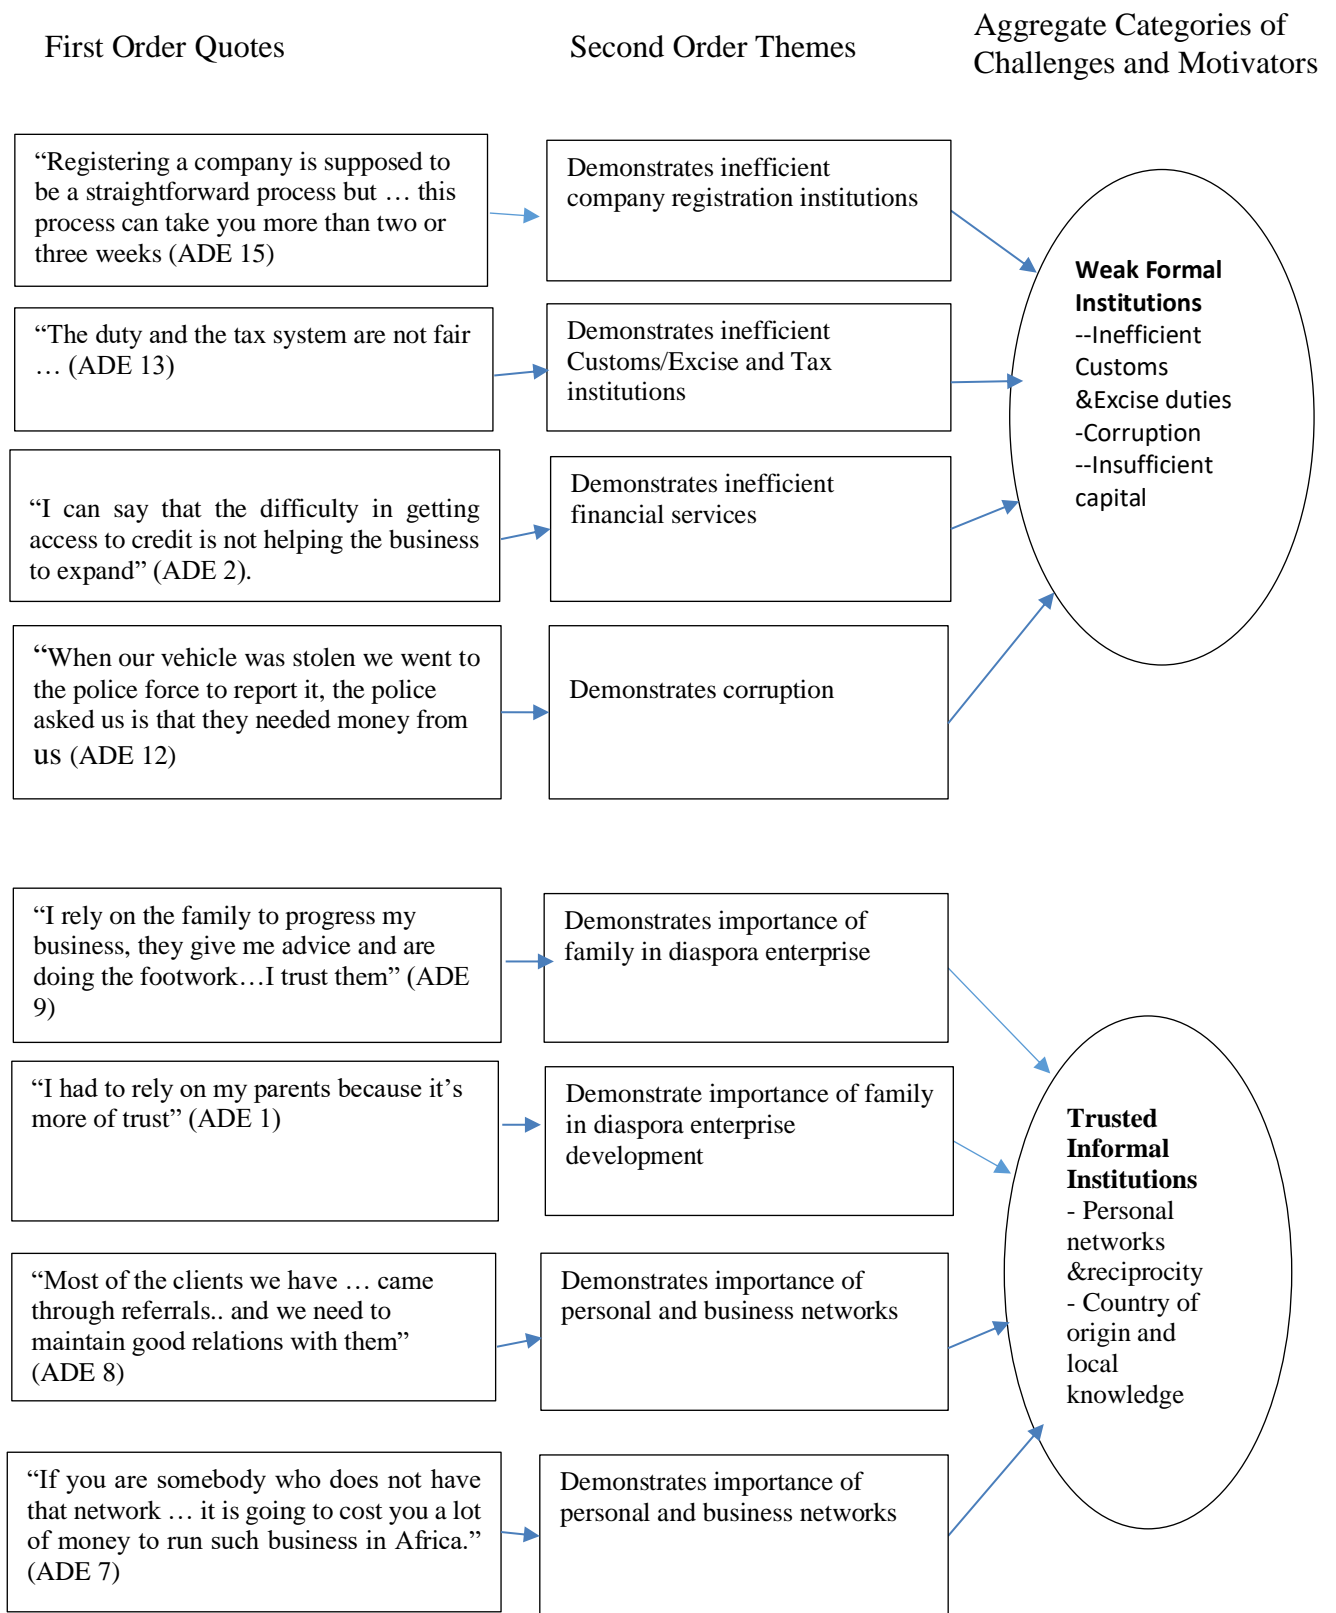 First Order Quotes
Second Order Themes
Aggregate Categories of
Challenges and Motivators
“Registering a company is supposed to
be a straightforward process but … this
process can take you more than two or
three weeks (ADE 15)
Demonstrates inefficient
company registration institutions
“The duty and the tax system are not fair
… (ADE 13)
Demonstrates inefficient
Customs/Excise and Tax
institutions
“I can say that the difficulty in getting
access to credit is not helping the business
to expand” (ADE 2).
Demonstrates inefficient
financial services
“When our vehicle was stolen we went to
the police force to report it, the police
asked us is that they needed money from
us (ADE 12)
Demonstrates corruption
Weak Formal
Institutions
--Inefficient
Customs
&Excise duties
-Corruption
--Insufficient
capital
“I rely on the family to progress my
business, they give me advice and are
doing the footwork…I trust them” (ADE
9)
Demonstrates importance of
family in diaspora enterprise
“I had to rely on my parents because it’s
more of trust” (ADE 1)
Demonstrate importance of family
in diaspora enterprise
development
“Most of the clients we have … came
through referrals.. and we need to
maintain good relations with them”
(ADE 8)
Demonstrates importance of
personal and business networks
“If you are somebody who does not have
that network … it is going to cost you a lot
of money to run such business in Africa.”
(ADE 7)
Demonstrates importance of
personal and business networks
Trusted
Informal
Institutions
- Personal
networks
&reciprocity
- Country of
origin and
local
knowledge